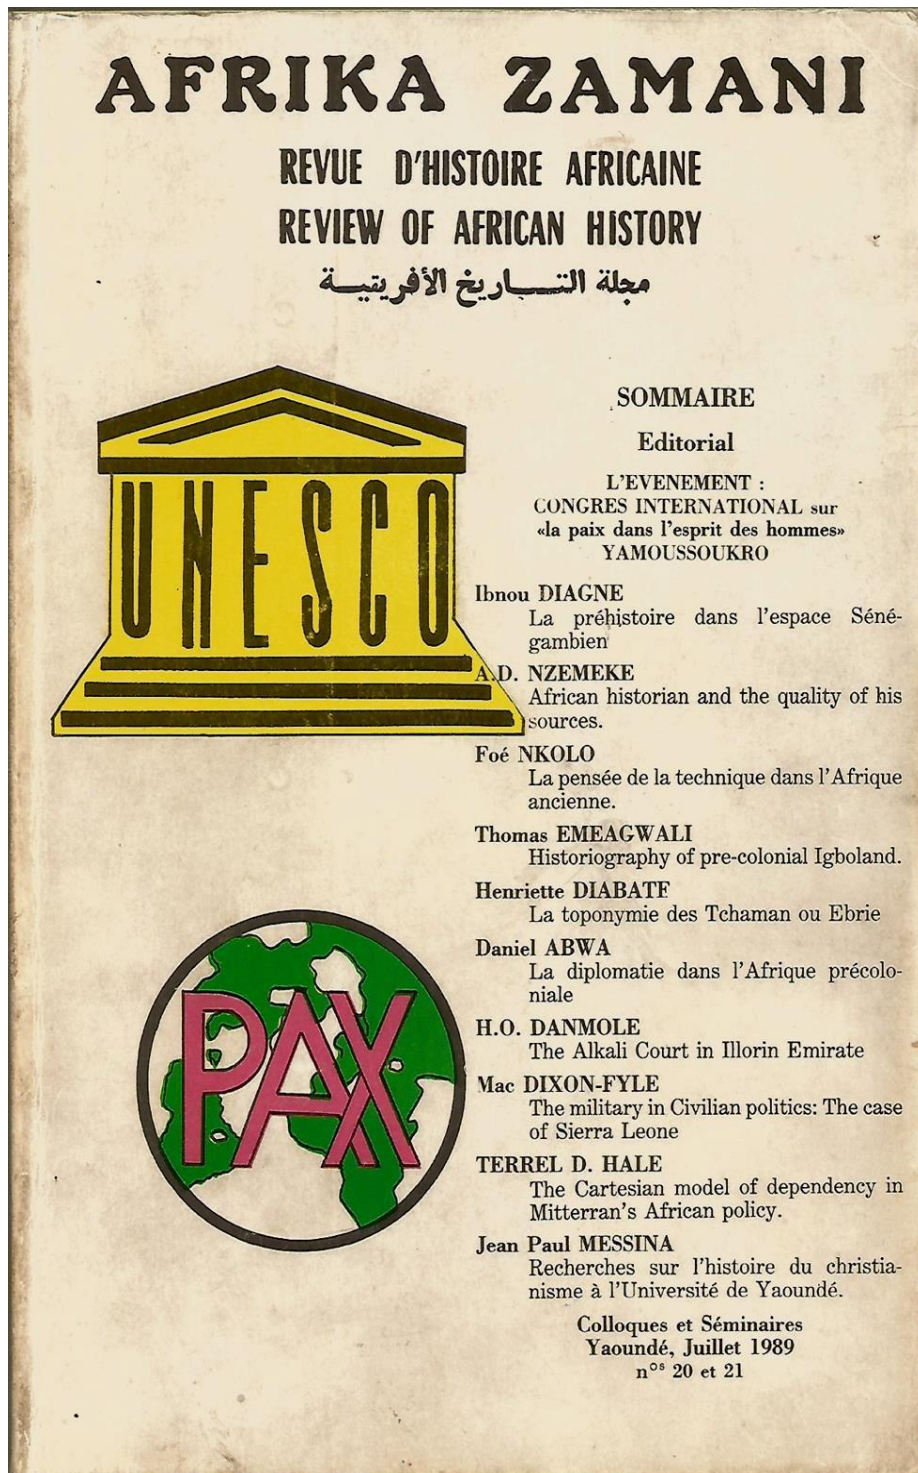 AFRIKA ZAMANI
REVUE D'HISTOIRE AFRICAINE
REVIEW OF AFRICAN HISTORY
مجلة التـــاريخ الأفريقيـــة
UNESCO
PAX
SOMMAIRE
Editorial
L'EVENEMENT :
CONGRES INTERNATIONAL sur
«la paix dans l'esprit des hommes»
YAMOUSSOUKRO
Ibnou DIAGNE
La préhistoire dans l'espace Séné-
gambien
A.D. NZEMEKE
African historian and the quality of his
sources.
Foé NKOLO
La pensée de la technique dans l'Afrique
ancienne.
Thomas EMEAGWALI
Historiography of pre-colonial Igboland.
Henriette DIABATE
La toponymie des Tchaman ou Ebrie
Daniel ABWA
La diplomatie dans l'Afrique précolo-
niale
H.O. DANMOLE
The Alkali Court in Illorin Emirate
Mac DIXON-FYLE
The military in Civilian politics: The case
of Sierra Leone
TERREL D. HALE
The Cartesian model of dependency in
Mitterran's African policy.
Jean Paul MESSINA
Recherches sur l'histoire du christia-
nisme à l'Université de Yaoundé.
Colloques et Séminaires
Yaoundé, Juillet 1989
nos 20 et 21